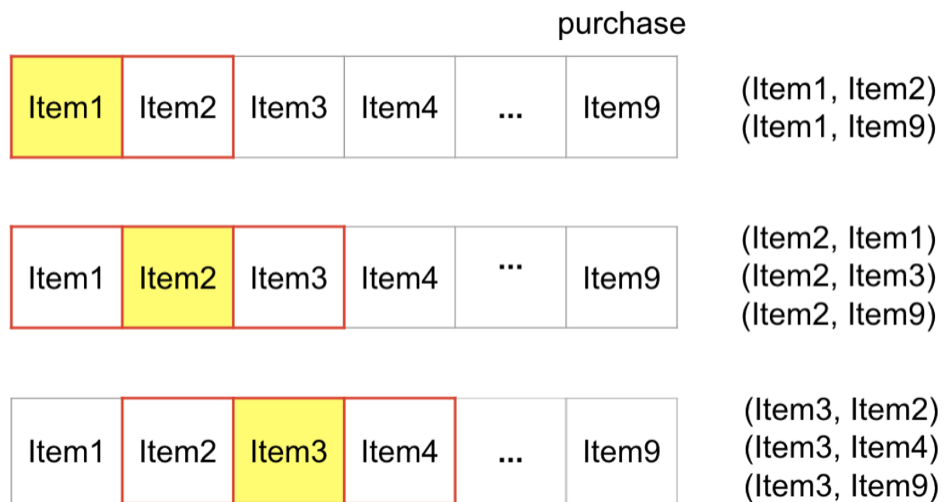 purchase
Item1 Item2 Item3 Item4 ... Item9
(Item1, Item2)
(Item1, Item9)
Item1 Item2 Item3 Item4 ... Item9
(Item2, Item1)
(Item2, Item3)
(Item2, Item9)
Item1 Item2 Item3 Item4 ... Item9
(Item3, Item2)
(Item3, Item4)
(Item3, Item9)